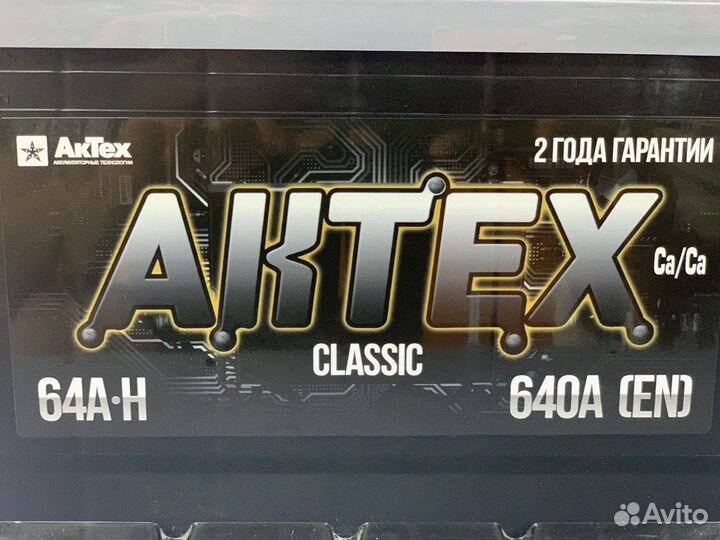 АкТех
АККУМУЛЯТОРНЫЕ ТЕХНОЛОГИИ
2 ГОДА ГАРАНТИИ
АКТЕХ
Ca/Ca
CLASSIC
64А·Н
640А (EN)
Avito